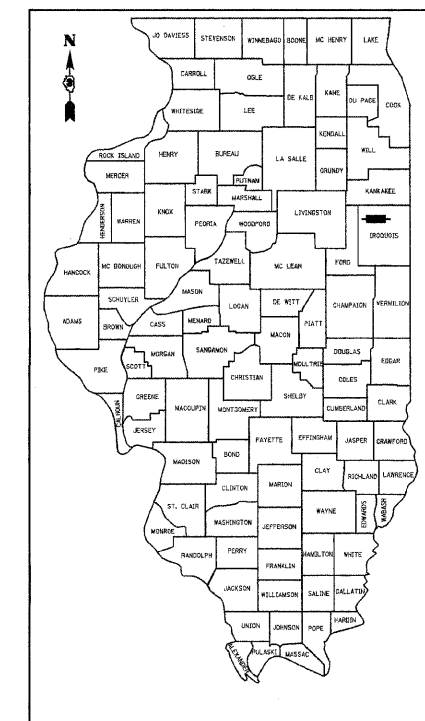 JO DAVIESS STEVENSON WINNEBAGO BOONE MC HENRY LAKE
N
CARROLL OGLE
DE KALB KANE COOK
DU PAGE
WHITESIDE LEE
KENDALL WILL
ROCK ISLAND HENRY BUREAU LA SALLE GRUNDY
MERCER PUTNAM
STARK MARSHALL KANKAKEE
HENDERSON WARREN KNOX PEORIA LIVINGSTON
WOODFORD IROQUOIS
FORD
HANCOCK MC DONOUGH FULTON TAZEWELL MC LEAN
MASON
SCHUYLER LOGAN DE WITT CHAMPAIGN VERMILION
ADAMS BROWN CASS MENARD MACON PIATT
MORGAN SANGAMON DOUGLAS
PIKE SCOTT CHRISTIAN MOULTRIE COLES EDGAR
GREENE SHELBY
CALHOUN MACOUPIN MONTGOMERY CUMBERLAND CLARK
JERSEY
FAYETTE EFFINGHAM JASPER CRAWFORD
MADISON BOND
CLAY RICHLAND LAWRENCE
CLINTON MARION
ST. CLAIR WAYNE EDWARDS WABASH
WASHINGTON JEFFERSON
MONROE
RANDOLPH PERRY HAMILTON WHITE
FRANKLIN
JACKSON WILLIAMSON SALINE GALLATIN
UNION JOHNSON POPE HARDIN
ALEXANDER PULASKI MASSAC